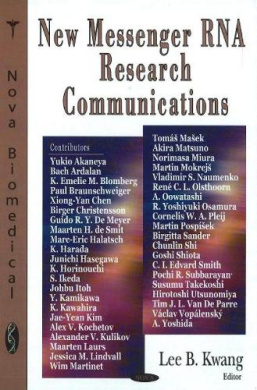 New Messenger RNA
Research
Communications
Nova Biomedical
Contributors
Yukio Akaneya
Bach Ardalan
K. Emelie M. Blomberg
Paul Braunschweiger
Xiong-Yan Chen
Birger Christensson
Guido R. Y. De Meyer
Maarten H. de Smit
Marc-Eric Halatsch
K. Harada
Junichi Hasegawa
K. Horinouchi
S. Ikeda
Johbu Itoh
Y. Kamikawa
K. Kawahira
Jae-Yean Kim
Alex V. Kochetov
Alexander V. Kulikov
Maarten Laurs
Jessica M. Lindvall
Wim Martinet
Tomáš Mašek
Akira Matsuno
Norimasa Miura
Martin Mokrejš
Vladimir S. Naumenko
René C. L. Olsthoorn
A. Oowatashi
R. Yoshiyuki Osamura
Cornelis W. A. Pleij
Martin Pospíšek
Birgitta Sander
Chunlin Shi
Goshi Shiota
C. I. Edvard Smith
Pochi R. Subbarayan
Susumu Takekoshi
Hirotoshi Utsunomiya
Tim J. L. Van De Parre
Václav Vopálenský
A. Yoshida
Lee B. Kwang
Editor